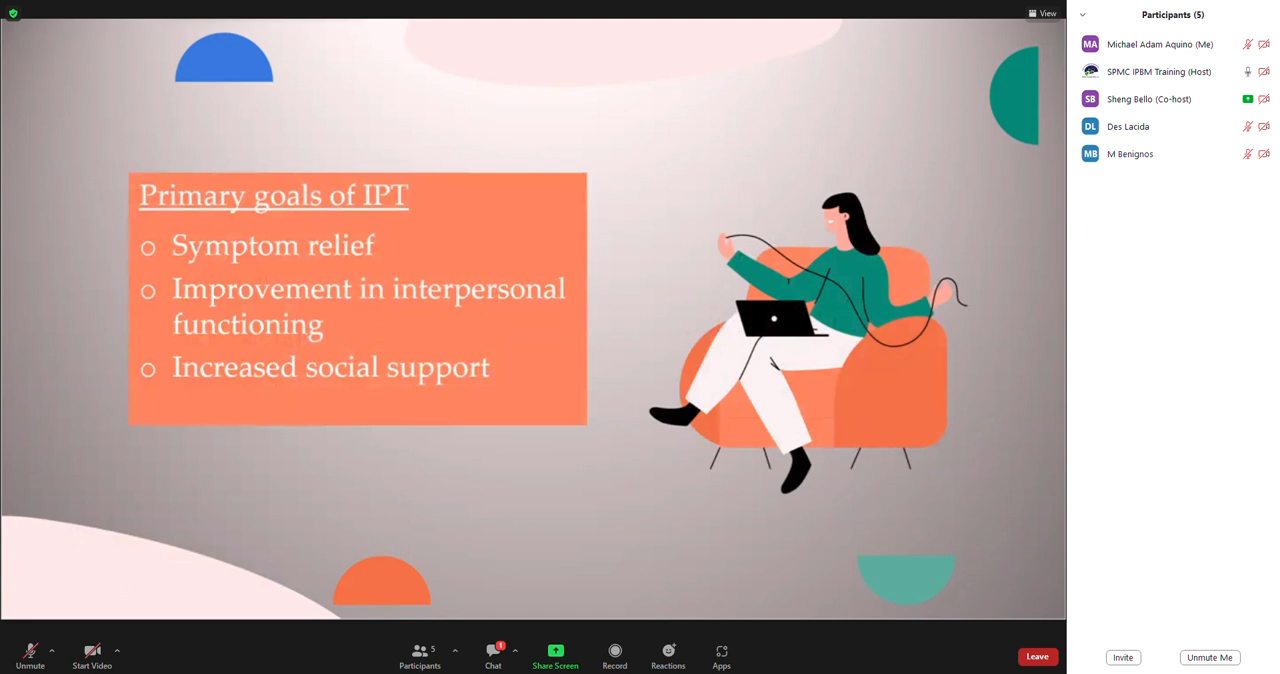 View
Participants (5)
MA Michael Adam Aquino (Me)
SPMC IPBM Training (Host)
SB Sheng Bello (Co-host)
DL Des Lacida
MB M Benignos
Primary goals of IPT
Symptom relief
Improvement in interpersonal
functioning
Increased social support
Unmute
Start Video
5
Participants
1
Chat
Share Screen
Record
Reactions
Apps
Leave
Invite
Unmute Me